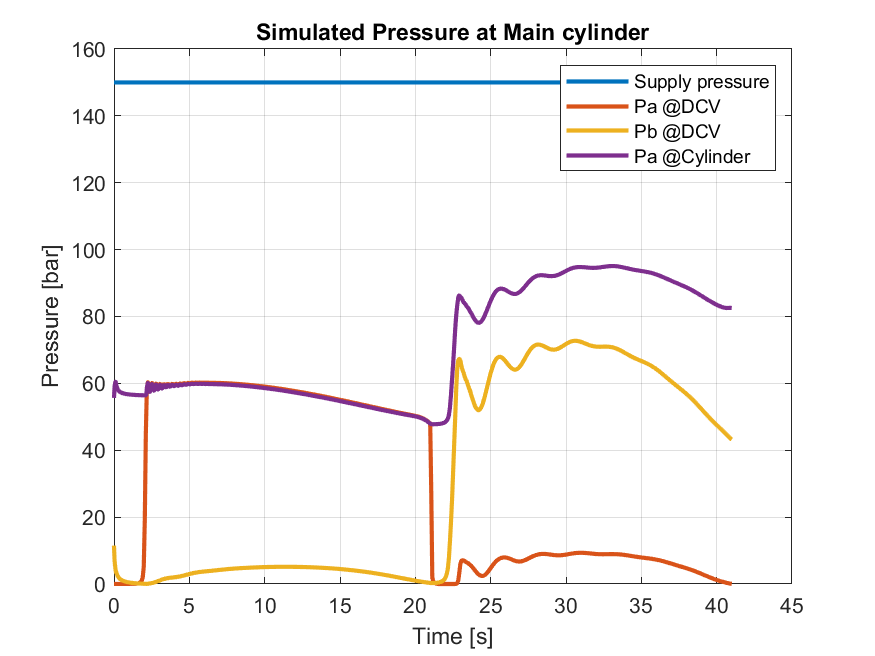 Simulated Pressure at Main cylinder
160
140
120
100
80
60
40
20
0
Pressure [bar]
Supply pressure
Pa @DCV
Pb @DCV
Pa @Cylinder
0 5 10 15 20 25 30 35 40 45
Time [s]